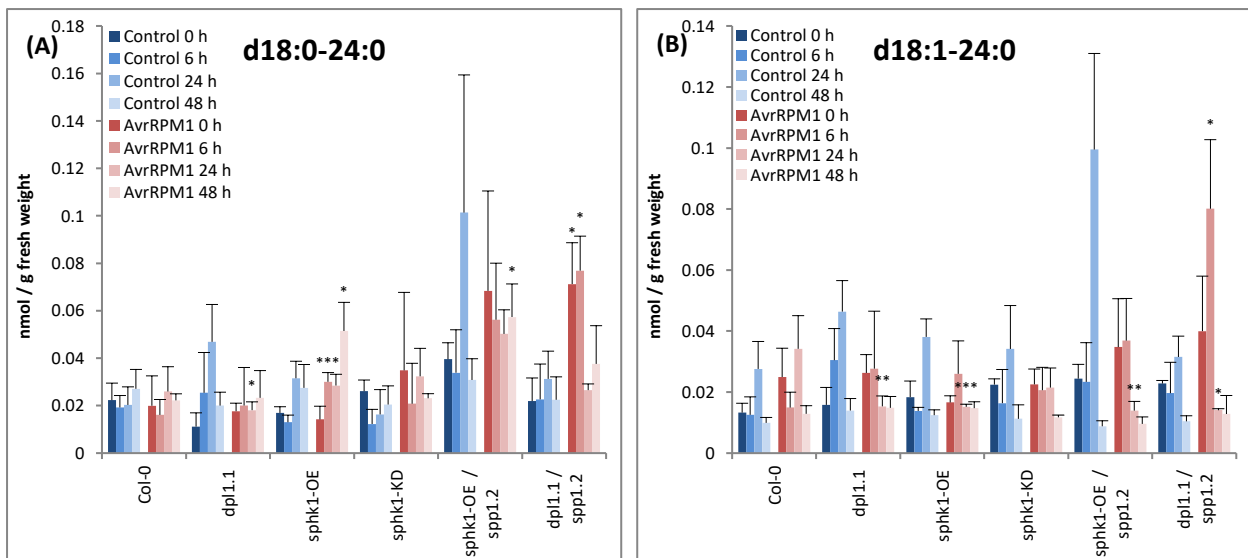 (A)
d18:0-24:0
nmol / g fresh weight
0.18
0.16
0.14
0.12
0.1
0.08
0.06
0.04
0.02
0
Control 0 h
Control 6 h
Control 24 h
Control 48 h
AvrRPM1 0 h
AvrRPM1 6 h
AvrRPM1 24 h
AvrRPM1 48 h
*
***
*
*
*
*
Col-0
dpl1.1
sphk1-OE
sphk1-KD
sphk1-OE /
spp1.2
dpl1.1 /
spp1.2
(B)
d18:1-24:0
nmol / g fresh weight
0.14
0.12
0.1
0.08
0.06
0.04
0.02
0
Control 0 h
Control 6 h
Control 24 h
Control 48 h
AvrRPM1 0 h
AvrRPM1 6 h
AvrRPM1 24 h
AvrRPM1 48 h
**
***
**
*
*
Col-0
dpl1.1
sphk1-OE
sphk1-KD
sphk1-OE /
spp1.2
dpl1.1 /
spp1.2